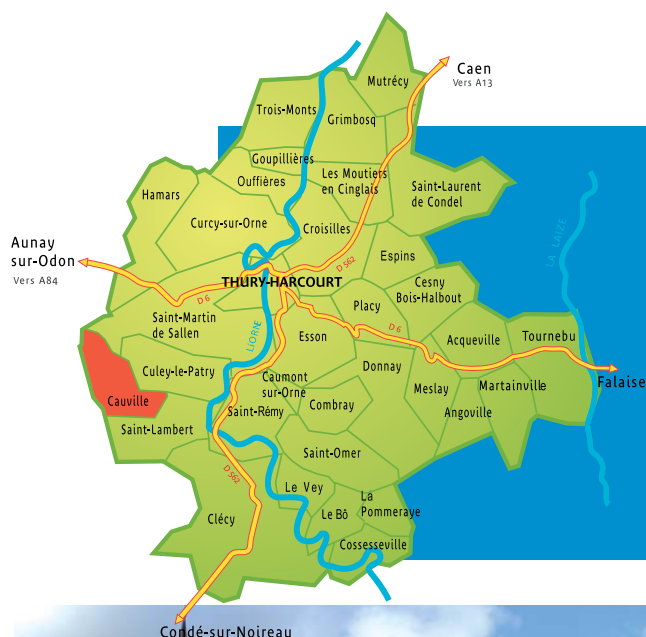 Caen
Vers A13
Mutrécy
Trois-Monts
Grimbosq
Goupillières
Les Moutiers
en Cinglais
Ouffières
Hamars
Saint-Laurent
de Condel
Curcy-sur-Orne
Croisilles
LA LAIZE
Aunay
sur-Odon
Vers A84
Espins
D 562
THURY-HARCOURT
Cesny
Bois-Halbout
D 6
Placy
Saint-Martin
de Sallen
L'ORNE
Esson
D 6
Acqueville
Tournebu
Culey-le-Patry
Donnay
Caumont
sur-Orne
Meslay
Martainville
Falaise
Cauville
Saint-Rémy
Combray
Angoville
Saint-Lambert
Saint-Omer
D 562
Le Vey
La
Pommeraye
Clécy
Le Bô
Cossesseville
Condé-sur-Noireau